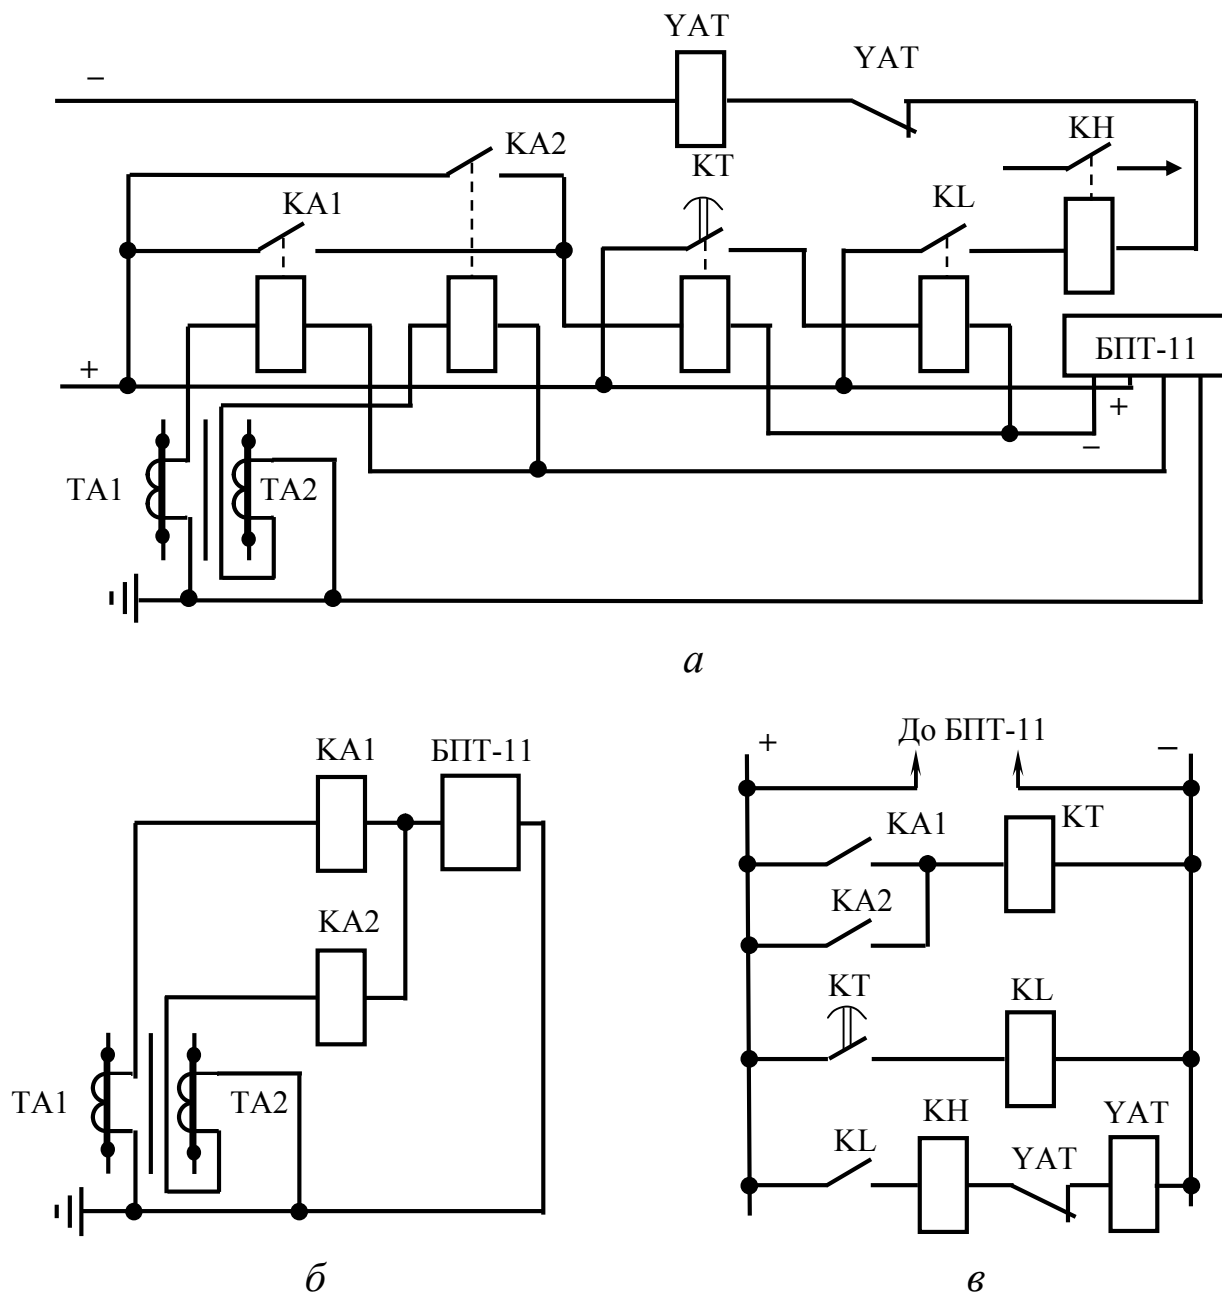 YAT
YAT
–
KH
KA2
KT
KL
KA1
БПТ-11
+
+
–
TA1
TA2
а
KA1
БПТ-11
+
До БПТ-11
–
KA1
KT
KA2
KA2
KT
KL
TA1
TA2
KH
YAT
KL
YAT
б
в